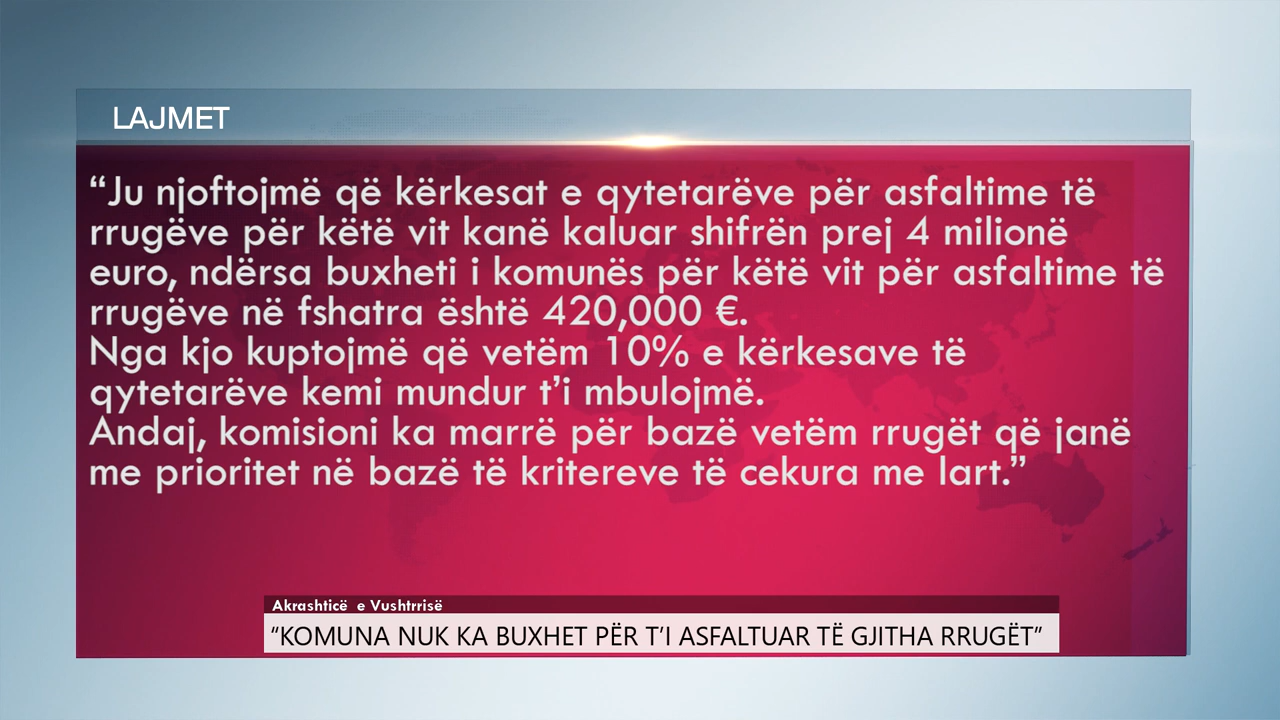 LAJMET
“Ju njoftojmë që kërkesat e qytetarëve për asfaltime të
rrugëve për këtë vit kanë kaluar shifrën prej 4 milionë
euro, ndërsa buxheti i komunës për këtë vit për asfaltime të
rrugëve në fshatra është 420,000 €.
Nga kjo kuptojmë që vetëm 10% e kërkesave të
qytetarëve kemi mundur t’i mbulojmë.
Andaj, komisioni ka marrë për bazë vetëm rrugët që janë
me prioritet në bazë të kritereve të cekura me lart.”
Akrashticë e Vushtrrisë
“KOMUNA NUK KA BUXHET PËR T’I ASFALTUAR TË GJITHA RRUGËT”